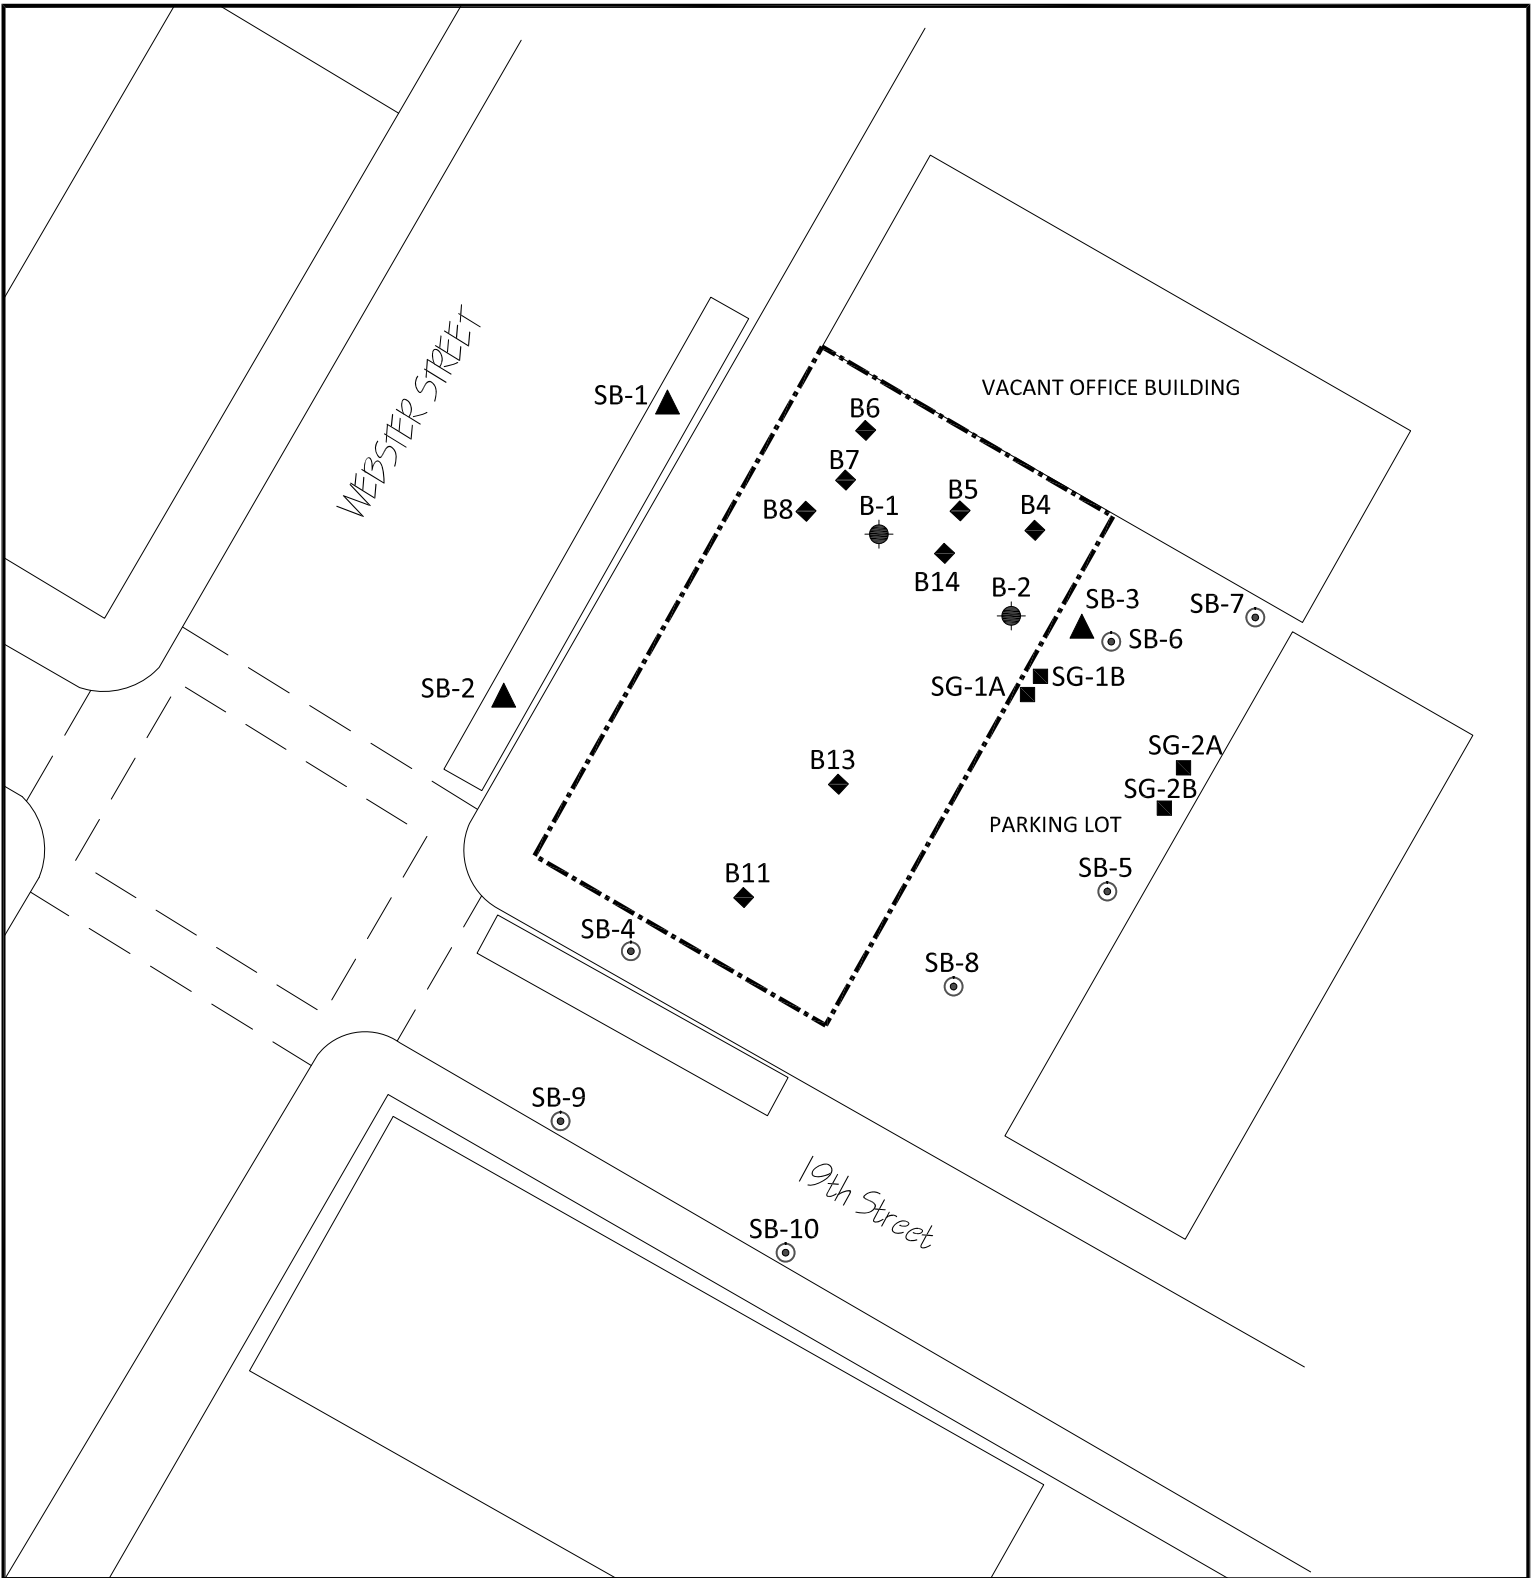 VACANT OFFICE BUILDING
WEBSTER STREET
SB-1
B6
B7
B8
B-1
B5
B4
B14
B-2
SB-3
SB-7
SB-6
SB-2
SG-1A
SG-1B
SG-2A
B13
SG-2B
PARKING LOT
B11
SB-5
SB-4
SB-8
SB-9
19th Street
SB-10